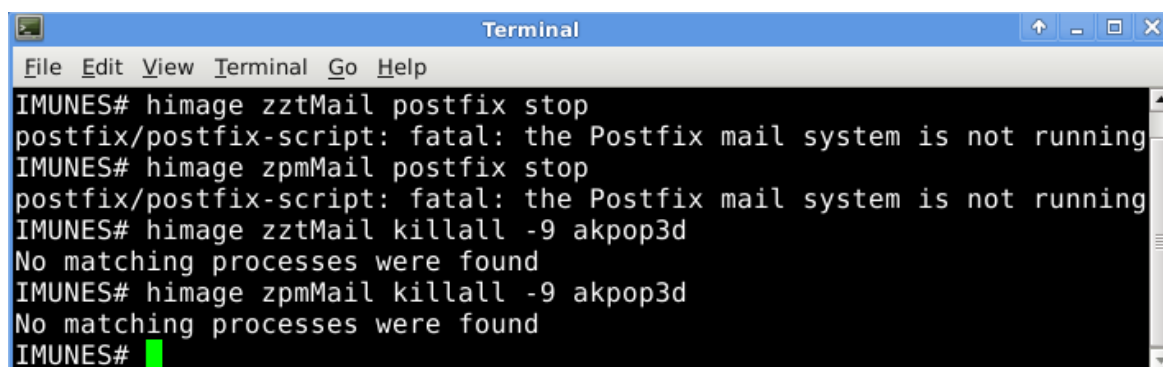 Terminal
File Edit View Terminal Go Help
IMUNES# himage zztMail postfix stop
postfix/postfix-script: fatal: the Postfix mail system is not running
IMUNES# himage zpmMail postfix stop
postfix/postfix-script: fatal: the Postfix mail system is not running
IMUNES# himage zztMail killall -9 akpop3d
No matching processes were found
IMUNES# himage zpmMail killall -9 akpop3d
No matching processes were found
IMUNES#